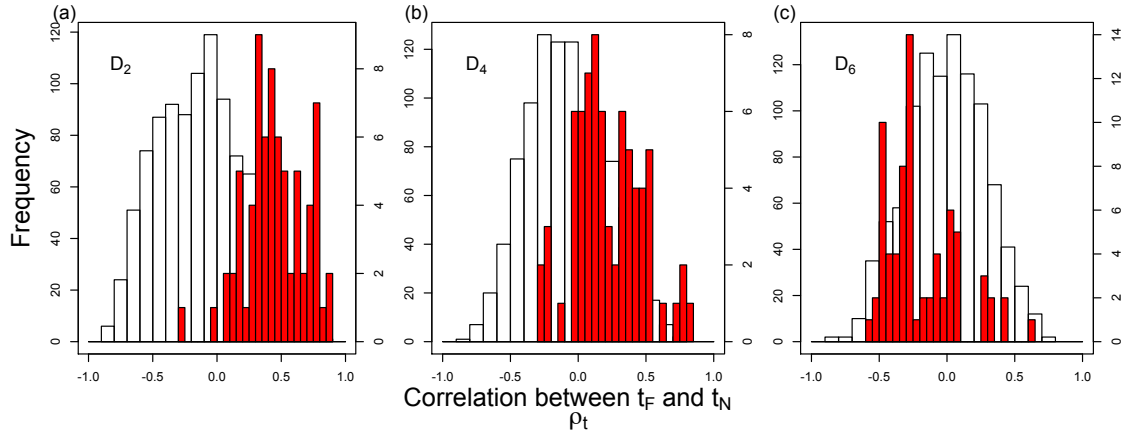 (a)
(b)
(c)
D2
D4
D6
Frequency
0 20 40 60 80 100 120
0 2 4 6 8
0 20 40 60 80 100 120
0 2 4 6 8
0 20 40 60 80 100 120
0 2 4 6 8 10 12 14
-1.0 -0.5 0.0 0.5 1.0
-1.0 -0.5 0.0 0.5 1.0
-1.0 -0.5 0.0 0.5 1.0
Correlation between tF and tN
ρt